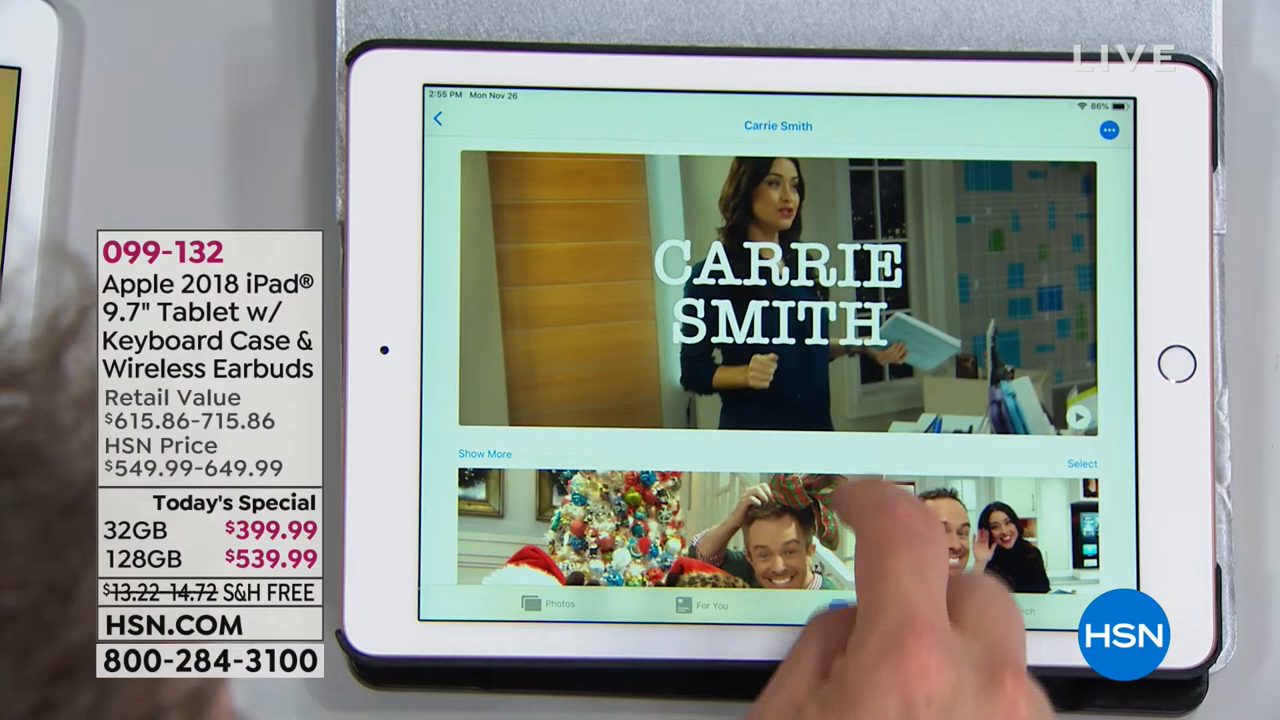 LIVE
2:55 PM Mon Nov 26
86%
Carrie Smith
CARRIE
SMITH
Show More
Select
Photos
For You
099-132
Apple 2018 iPad®
9.7" Tablet w/
Keyboard Case &
Wireless Earbuds
Retail Value
$615.86-715.86
HSN Price
$549.99-649.99
Today's Special
32GB $399.99
128GB $539.99
$13.22-14.72 S&H FREE
HSN.COM
800-284-3100
HSN